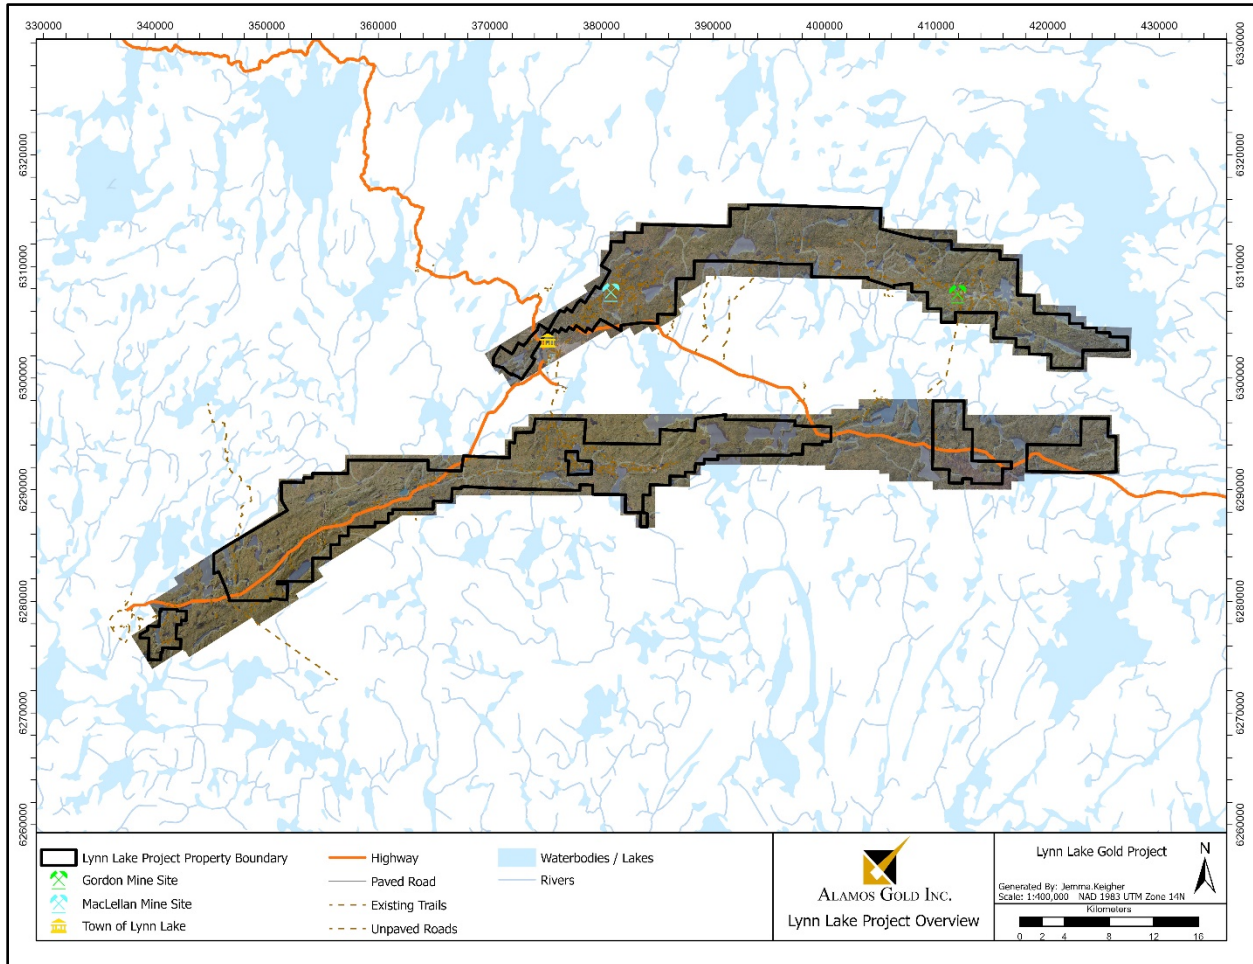 330000 340000 350000 360000 370000 380000 390000 400000 410000 420000 430000
6330000
6320000 6320000
6310000 6310000
6300000 6300000
6290000 6290000
6280000 6280000
6270000 6270000
6260000 6260000
Lynn Lake Project Property Boundary
Gordon Mine Site
MacLellan Mine Site
Town of Lynn Lake
Highway
Paved Road
Existing Trails
Unpaved Roads
Waterbodies / Lakes
Rivers
ALAMOS GOLD INC.
Lynn Lake Project Overview
Lynn Lake Gold Project
N
Generated By: Jemma.Keigher
Scale: 1:400,000 NAD 1983 UTM Zone 14N
Kilometers
0 2 4 8 12 16